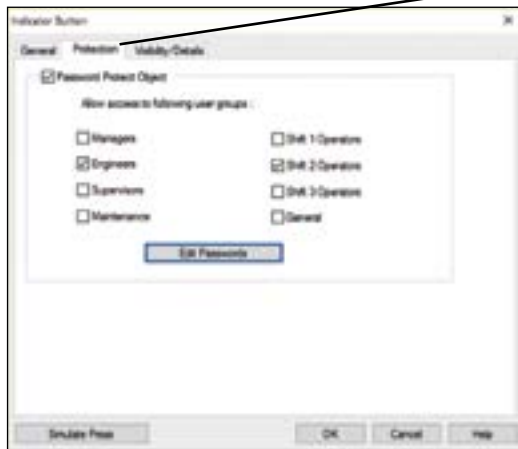 Indicator Button
General Protection Visibility/Details
Password Protect Object
Allow access to following user groups :
Managers Shift 1 Operators
Engineers Shift 2 Operators
Supervisors Shift 3 Operators
Maintenance General
Edit Passwords
Simulate Press OK Cancel Help